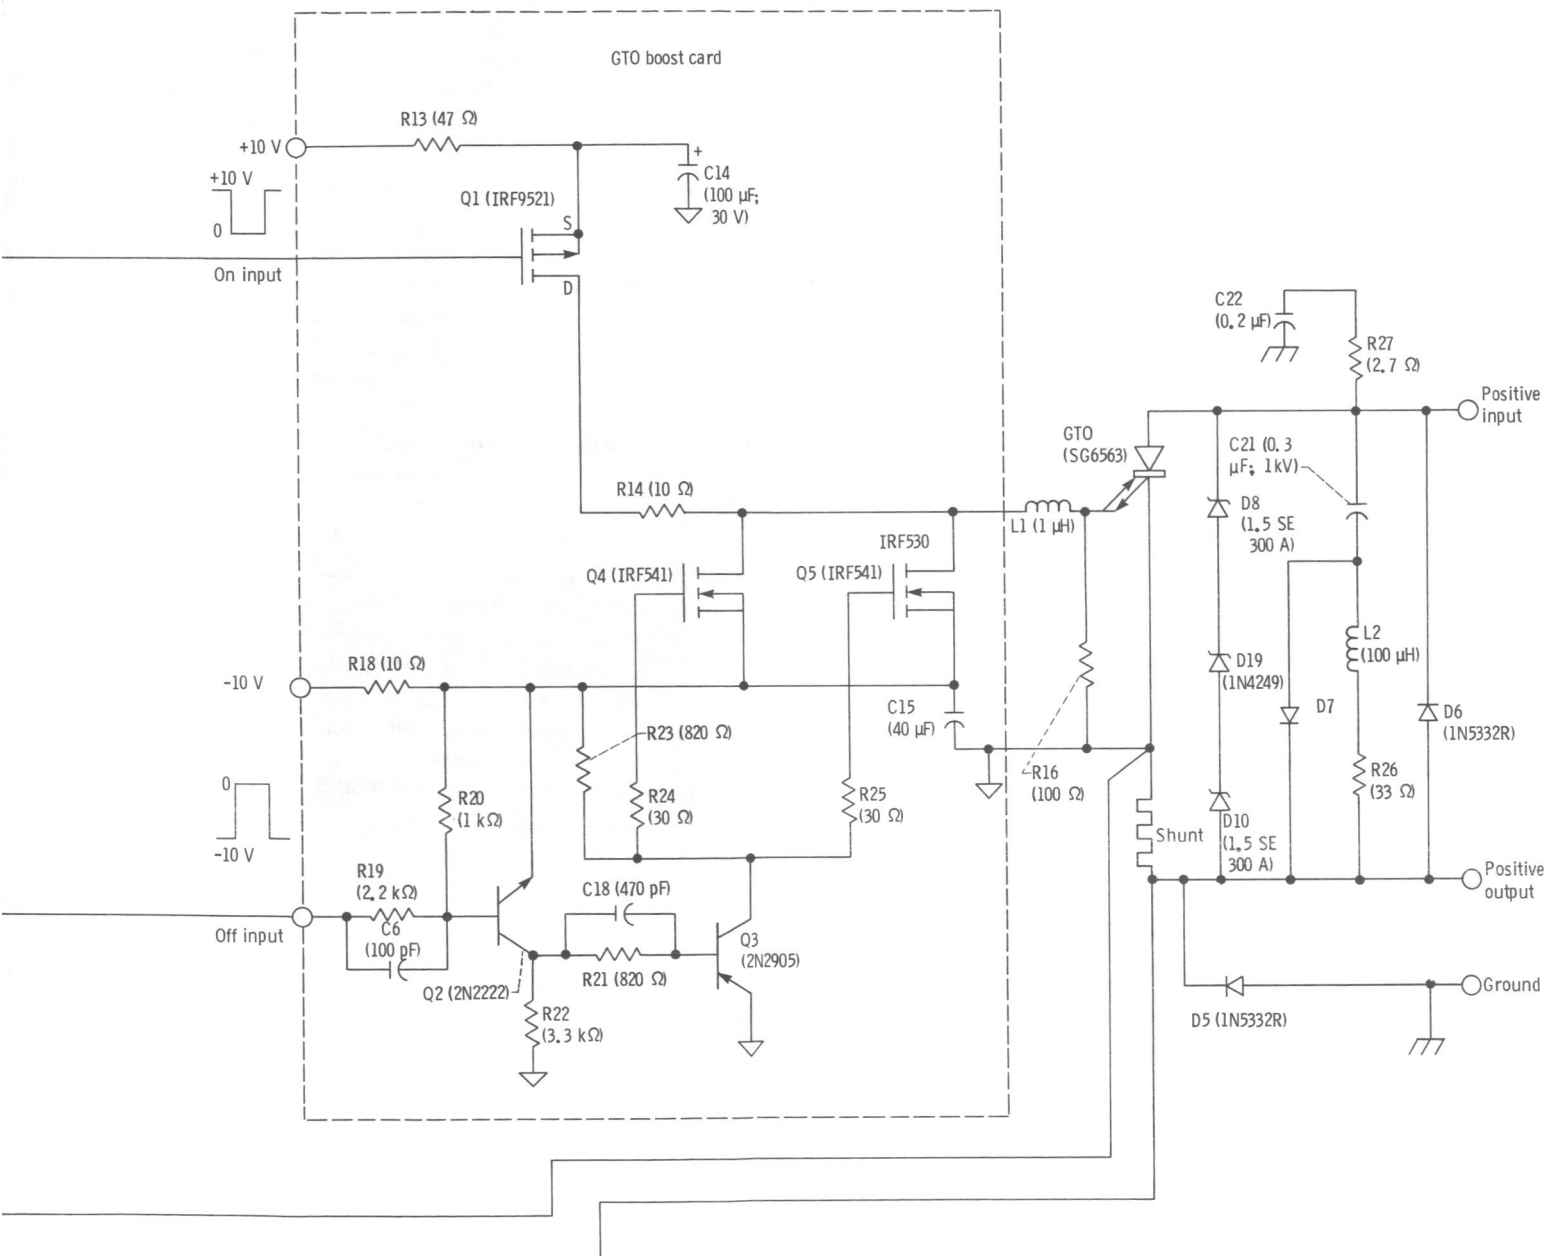 GTO boost card
R13 (47 Ω)
+10 V
+
C14
(100 µF;
30 V)
+10 V
0
Q1 (IRF9521)
S
D
On input
C22
(0.2 µF)
R27
(2.7 Ω)
Positive
input
GTO
(SG6563)
C21 (0.3
µF; 1kV)
R14 (10 Ω)
L1 (1 µH)
D8
(1.5 SE
300 A)
IRF530
Q4 (IRF541)
Q5 (IRF541)
L2
(100 µH)
R18 (10 Ω)
-10 V
D19
(1N4249)
C15
(40 µF)
D7
D6
(1N5332R)
R23 (820 Ω)
R16
(100 Ω)
R26
(33 Ω)
0
-10 V
R20
(1 kΩ)
R24
(30 Ω)
R25
(30 Ω)
Shunt
D10
(1.5 SE
300 A)
R19
(2.2 kΩ)
C6
(100 pF)
C18 (470 pF)
Positive
output
Off input
Q3
(2N2905)
Q2 (2N2222)
R21 (820 Ω)
Ground
R22
(3.3 kΩ)
D5 (1N5332R)